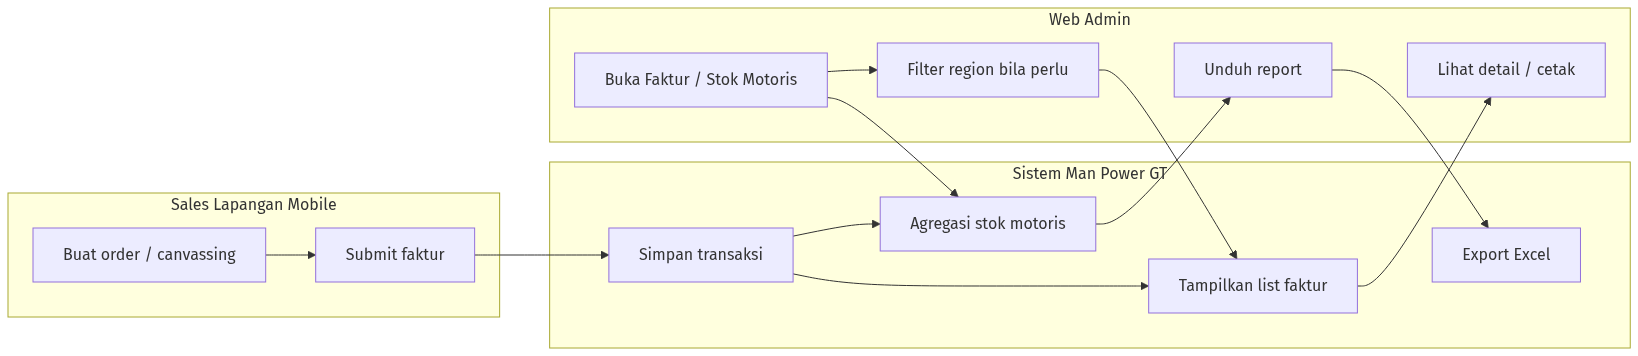 Web Admin
Buka Faktur / Stok Motoris
Filter region bila perlu
Unduh report
Lihat detail / cetak
Sistem Man Power GT
Sales Lapangan Mobile
Buat order / canvassing
Submit faktur
Simpan transaksi
Agregasi stok motoris
Tampilkan list faktur
Export Excel